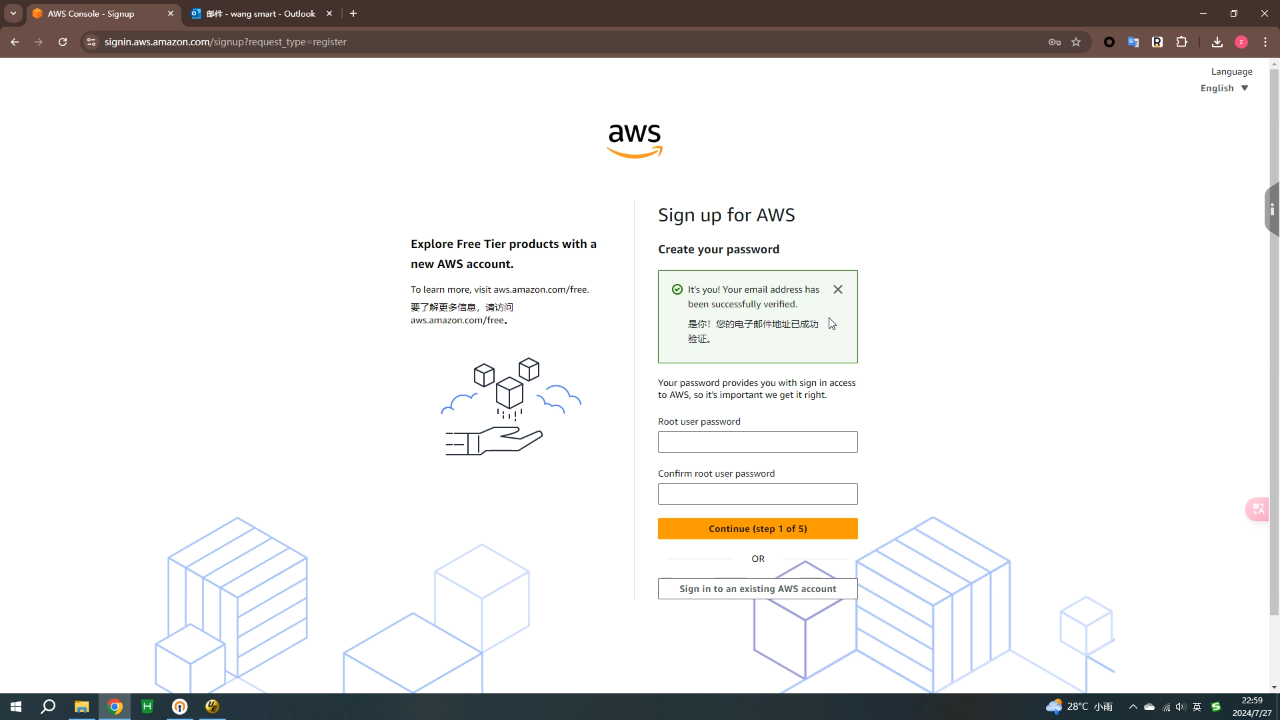 AWS Console - Signup
邮件 - wang smart - Outlook
signin.aws.amazon.com/signup?request_type=register
Language
English
aws
Sign up for AWS
Explore Free Tier products with a
new AWS account.
To learn more, visit aws.amazon.com/free.
要了解更多信息，请访问
aws.amazon.com/free。
Create your password
It's you! Your email address has
been successfully verified.
是你！您的电子邮件地址已成功
验证。
Your password provides you with sign in access
to AWS, so it's important we get it right.
Root user password
Confirm root user password
Continue (step 1 of 5)
OR
Sign in to an existing AWS account
28°C 小雨
英
22:59
2024/7/27